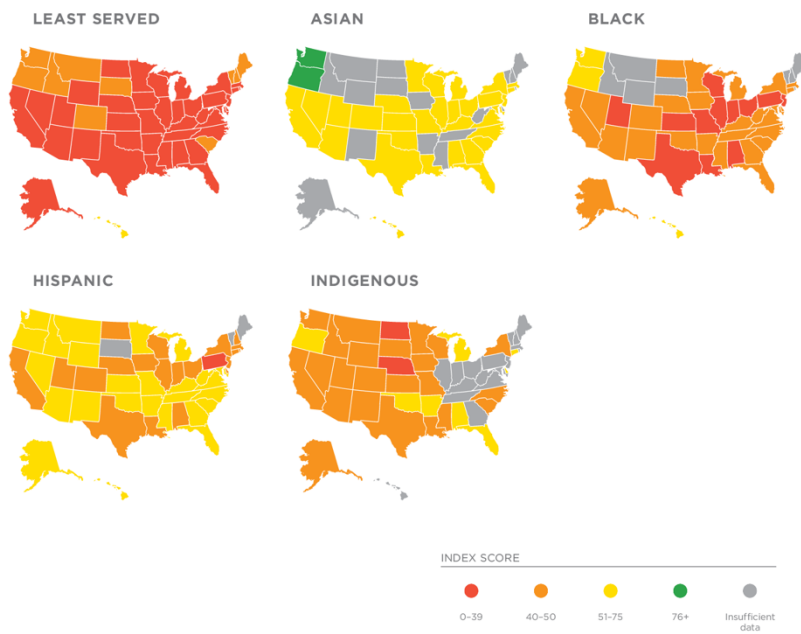 LEAST SERVED
ASIAN
BLACK
HISPANIC
INDIGENOUS
INDEX SCORE
0–39
40–50
51–75
76+
Insufficient
data